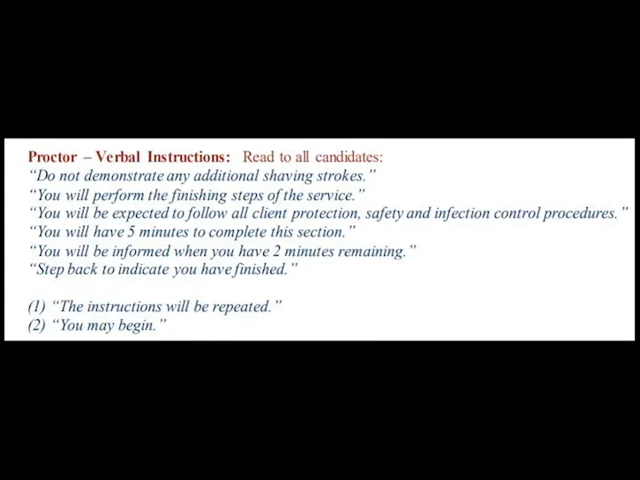 Proctor – Verbal Instructions: Read to all candidates:
“Do not demonstrate any additional shaving strokes.”
“You will perform the finishing steps of the service.”
“You will be expected to follow all client protection, safety and infection control procedures.”
“You will have 5 minutes to complete this section.”
“You will be informed when you have 2 minutes remaining.”
“Step back to indicate you have finished.”
(1) “The instructions will be repeated.”
(2) “You may begin.”